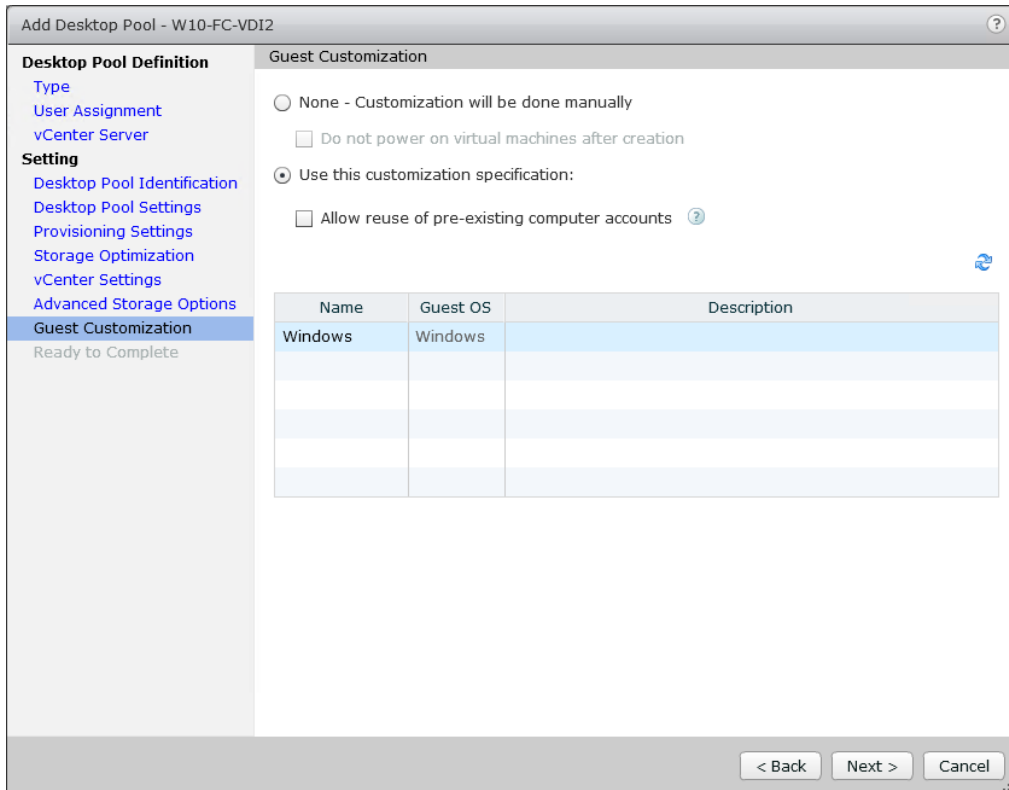 Add Desktop Pool - W10-FC-VDI2
?
Desktop Pool Definition
Type
User Assignment
vCenter Server
Setting
Desktop Pool Identification
Desktop Pool Settings
Provisioning Settings
Storage Optimization
vCenter Settings
Advanced Storage Options
Guest Customization
Ready to Complete
Guest Customization
None - Customization will be done manually
Do not power on virtual machines after creation
Use this customization specification:
Allow reuse of pre-existing computer accounts ?
Name Guest OS Description
Windows Windows
< Back Next > Cancel